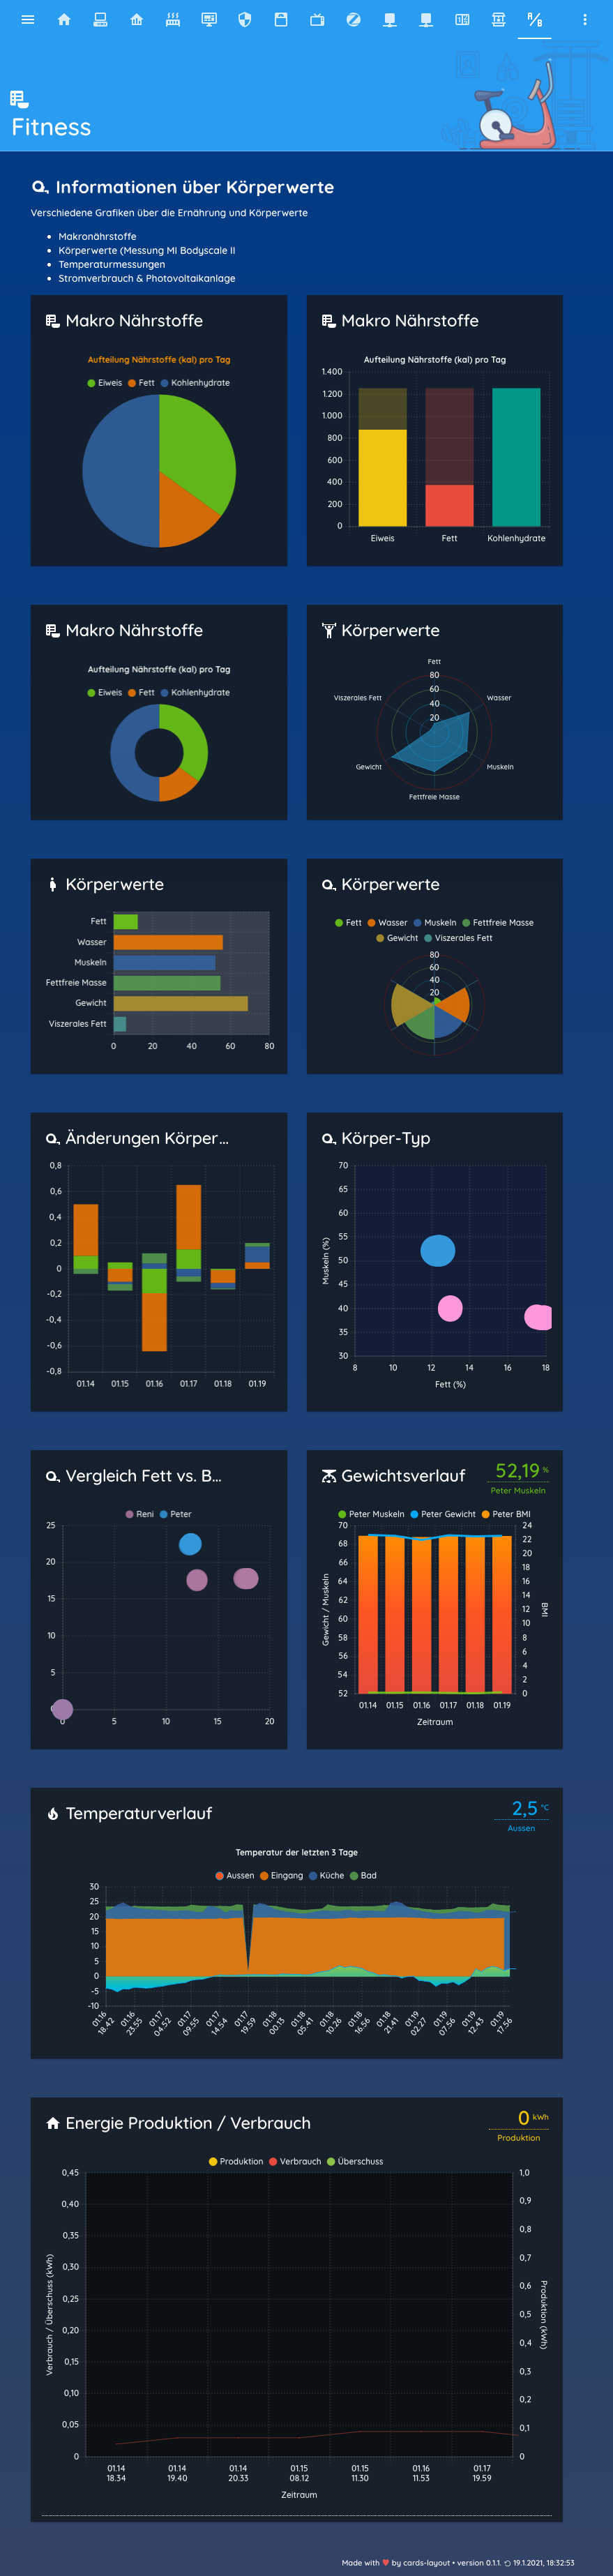 Fitness
Informationen über Körperwerte
Verschiedene Grafiken über die Ernährung und Körperwerte
Makronährstoffe
Körperwerte (Messung MI Bodyscale II
Temperaturmessungen
Stromverbrauch & Photovoltaikanlage
Makro Nährstoffe
Aufteilung Nährstoffe (kal) pro Tag
Eiweis Fett Kohlenhydrate
Makro Nährstoffe
Aufteilung Nährstoffe (kal) pro Tag
1.400
1.200
1.000
800
600
400
200
0
Eiweis Fett Kohlenhydrate
Makro Nährstoffe
Aufteilung Nährstoffe (kal) pro Tag
Eiweis Fett Kohlenhydrate
Körperwerte
Fett
80
60
40
20
Viszerales Fett Wasser
Gewicht Muskeln
Fettfreie Masse
Körperwerte
Fett
Wasser
Muskeln
Fettfreie Masse
Gewicht
Viszerales Fett
0 20 40 60 80
Körperwerte
Fett Wasser Muskeln Fettfreie Masse
Gewicht Viszerales Fett
80
60
40
20
Änderungen Körper...
0,8
0,6
0,4
0,2
0
-0,2
-0,4
-0,6
-0,8
01.14 01.15 01.16 01.17 01.18 01.19
Körper-Typ
Muskeln (%)
70
65
60
55
50
45
40
35
30
8 10 12 14 16 18
Fett (%)
Vergleich Fett vs. B...
Reni Peter
25
20
15
10
5
0 5 10 15 20
Gewichtsverlauf
52,19 %
Peter Muskeln
Peter Muskeln Peter Gewicht Peter BMI
Gewicht / Muskeln
70
68
66
64
62
60
58
56
54
52
24
22
20
18
16
14
12
10
8
6
4
2
0
BMI
01.14 01.15 01.16 01.17 01.18 01.19
Zeitraum
Temperaturverlauf
2,5 °C
Aussen
Temperatur der letzten 3 Tage
Aussen Eingang Küche Bad
30
25
20
15
10
5
0
-5
-10
01.16 18.42
01.16 23.55
01.17 04.52
01.17 09.55
01.17 14.54
01.17 19.59
01.18 00.13
01.18 05.41
01.18 10.26
01.18 16.56
01.18 21.41
01.19 02.27
01.19 07.56
01.19 12.43
01.19 17.56
Energie Produktion / Verbrauch
0 kWh
Produktion
Produktion Verbrauch Überschuss
Verbrauch / Überschuss (kWh)
0,45
0,40
0,35
0,30
0,25
0,20
0,15
0,10
0,05
0
1,0
0,9
0,8
0,7
0,6
0,5
0,4
0,3
0,2
0,1
0
Produktion (kWh)
01.14 01.14 01.14 01.15 01.15 01.16 01.17
18.34 19.40 20.33 08.12 11.30 11.53 19.59
Zeitraum
Made with by cards-layout • version 0.1.1. 19.1.2021, 18:32:53